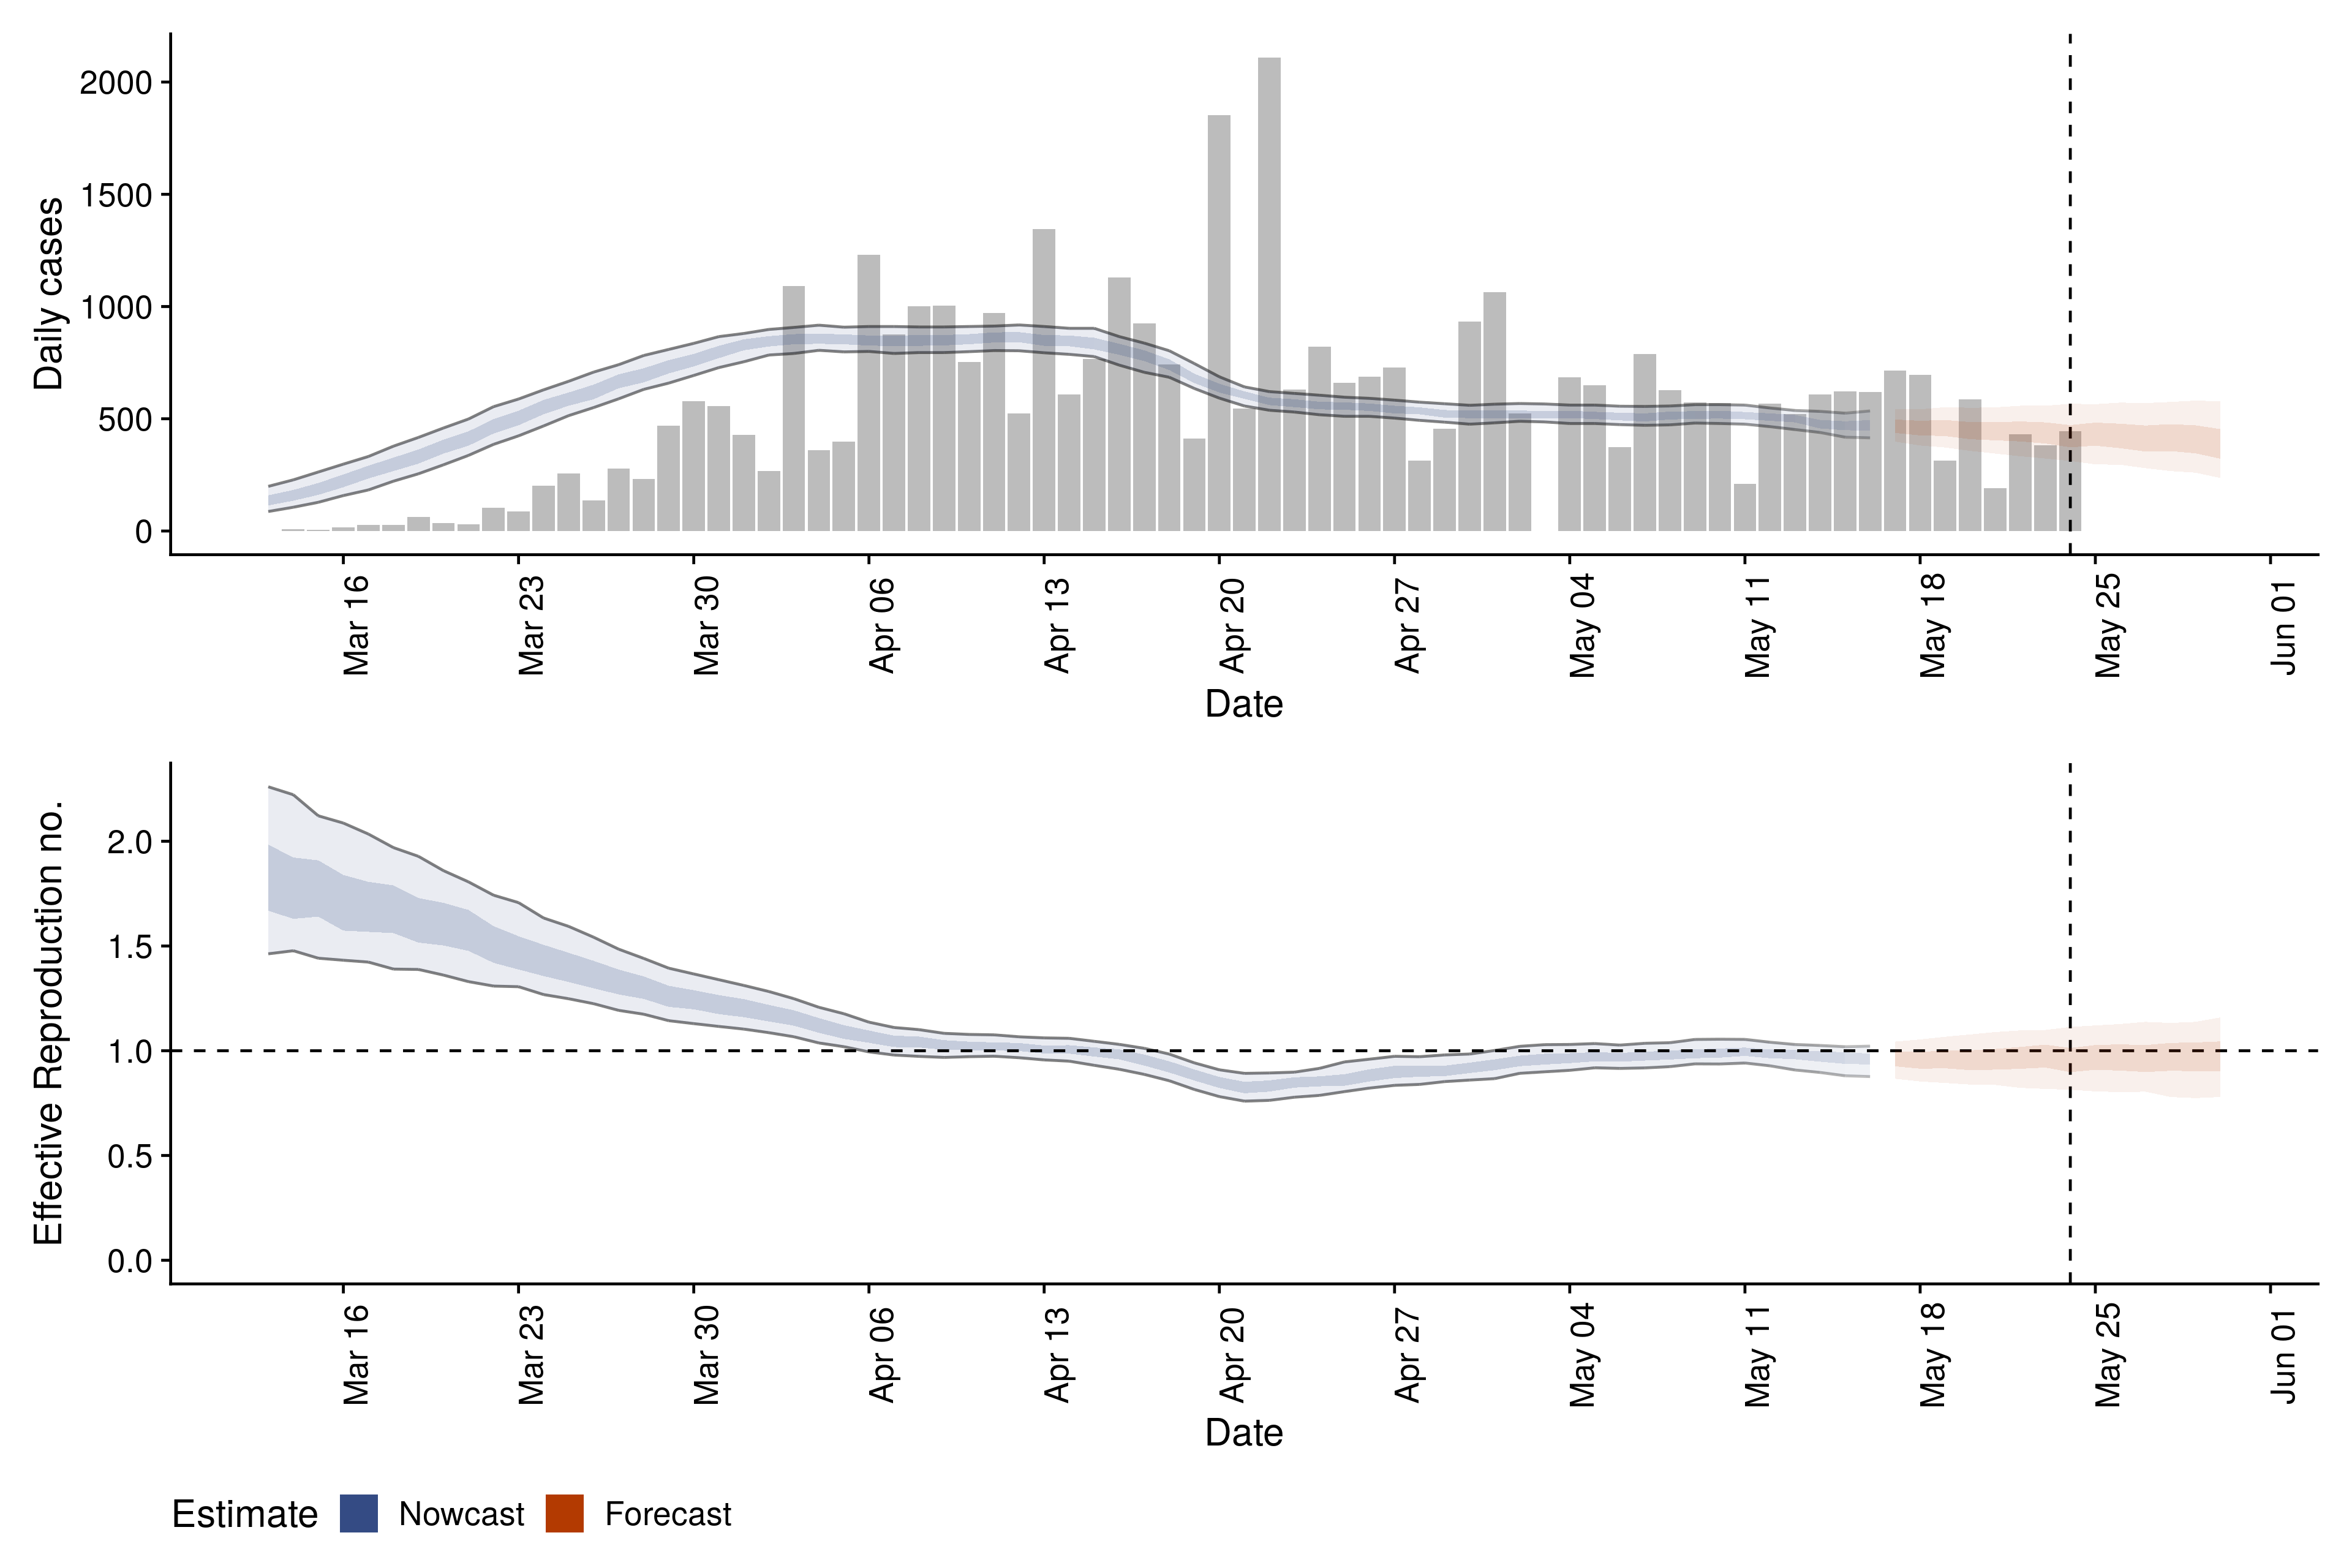 Daily cases
2000
1500
1000
500
0
Mar 16
Mar 23
Mar 30
Apr 06
Apr 13
Apr 20
Apr 27
May 04
May 11
May 18
May 25
Jun 01
Date
Effective Reproduction no.
2.0
1.5
1.0
0.5
0.0
Mar 16
Mar 23
Mar 30
Apr 06
Apr 13
Apr 20
Apr 27
May 04
May 11
May 18
May 25
Jun 01
Date
Estimate Nowcast Forecast